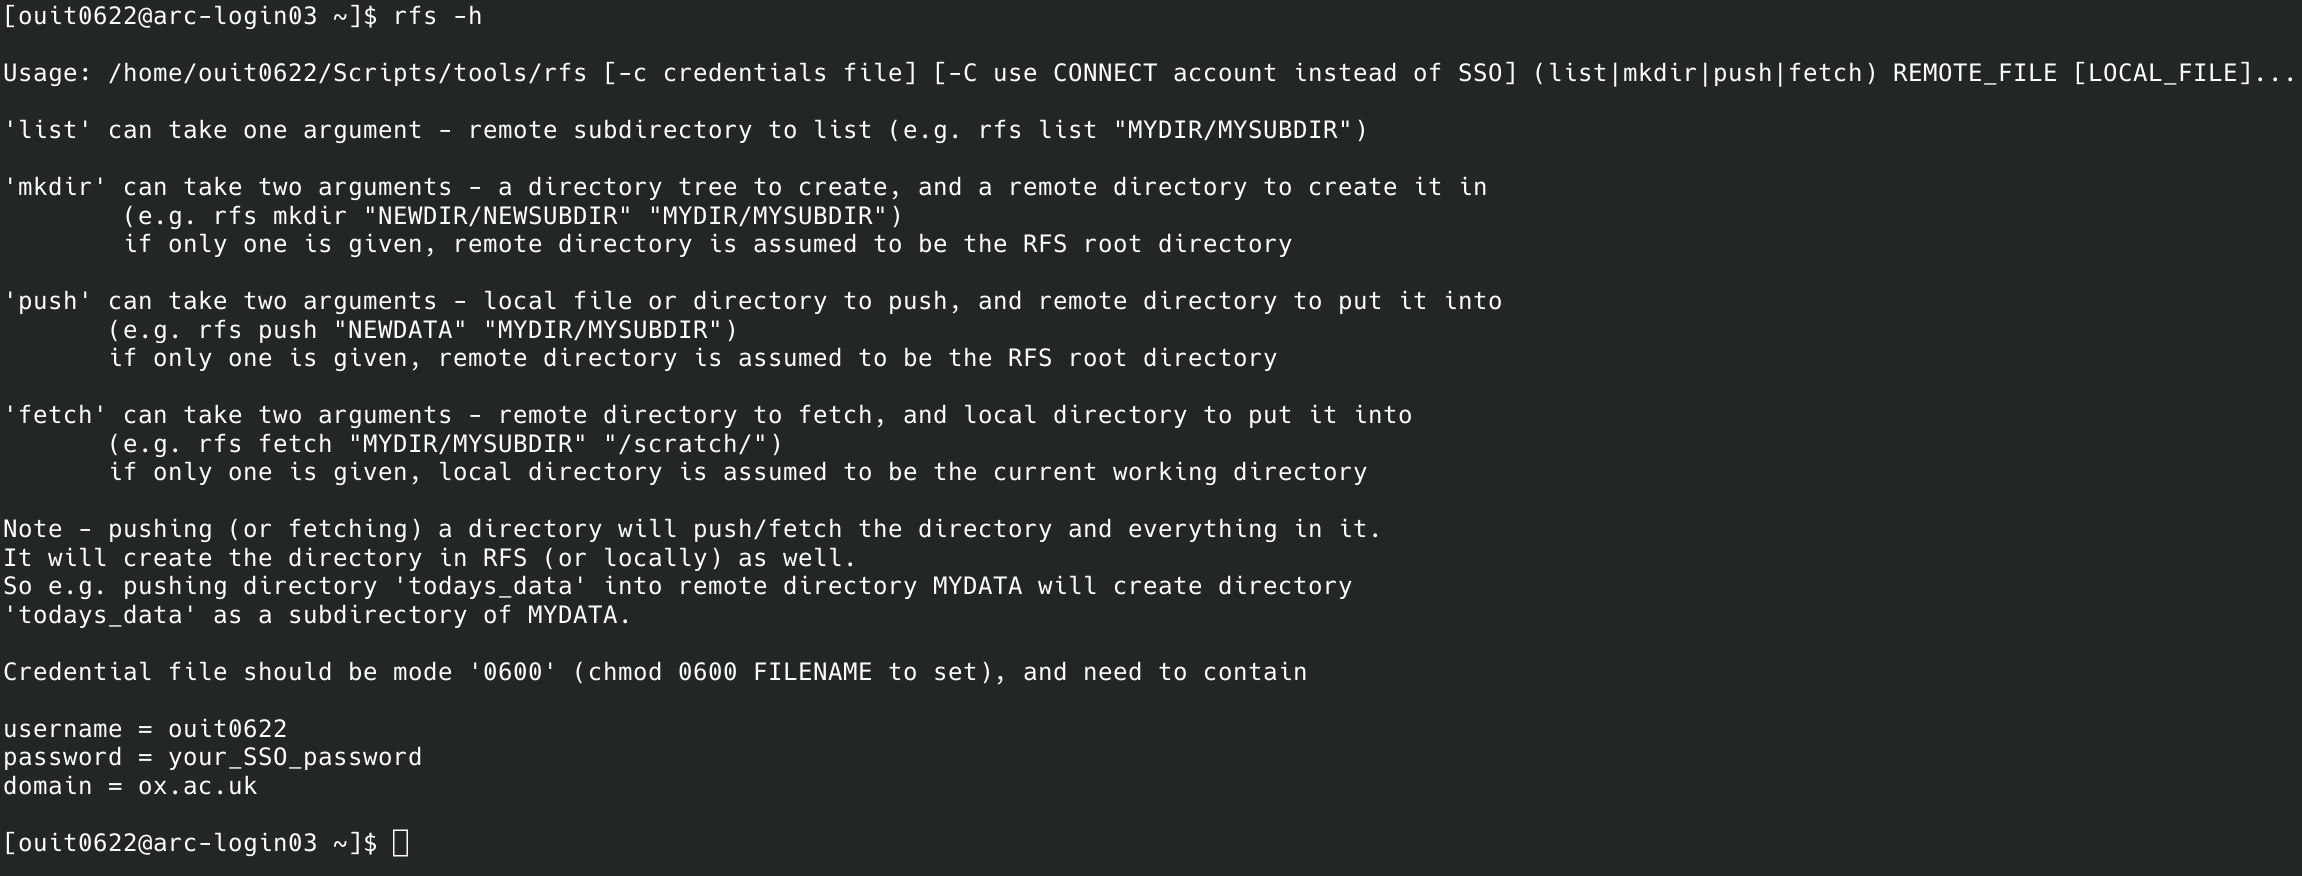 [ouit0622@arc-login03 ~]$ rfs -h
Usage: /home/ouit0622/Scripts/tools/rfs [-c credentials file] [-C use CONNECT account instead of SSO] (list|mkdir|push|fetch) REMOTE_FILE [LOCAL_FILE]...
'list' can take one argument - remote subdirectory to list (e.g. rfs list "MYDIR/MYSUBDIR")
'mkdir' can take two arguments - a directory tree to create, and a remote directory to create it in
(e.g. rfs mkdir "NEWDIR/NEWSUBDIR" "MYDIR/MYSUBDIR")
if only one is given, remote directory is assumed to be the RFS root directory
'push' can take two arguments - local file or directory to push, and remote directory to put it into
(e.g. rfs push "NEWDATA" "MYDIR/MYSUBDIR")
if only one is given, remote directory is assumed to be the RFS root directory
'fetch' can take two arguments - remote directory to fetch, and local directory to put it into
(e.g. rfs fetch "MYDIR/MYSUBDIR" "/scratch/")
if only one is given, local directory is assumed to be the current working directory
Note - pushing (or fetching) a directory will push/fetch the directory and everything in it.
It will create the directory in RFS (or locally) as well.
So e.g. pushing directory 'todays_data' into remote directory MYDATA will create directory
'todays_data' as a subdirectory of MYDATA.
Credential file should be mode '0600' (chmod 0600 FILENAME to set), and need to contain
username = ouit0622
password = your_SSO_password
domain = ox.ac.uk
[ouit0622@arc-login03 ~]$